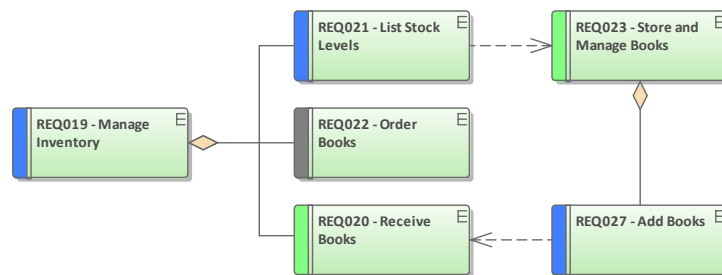 REQ021 - List Stock
Levels
REQ023 - Store and
Manage Books
REQ019 - Manage
Inventory
REQ022 - Order
Books
REQ020 - Receive
Books
REQ027 - Add Books